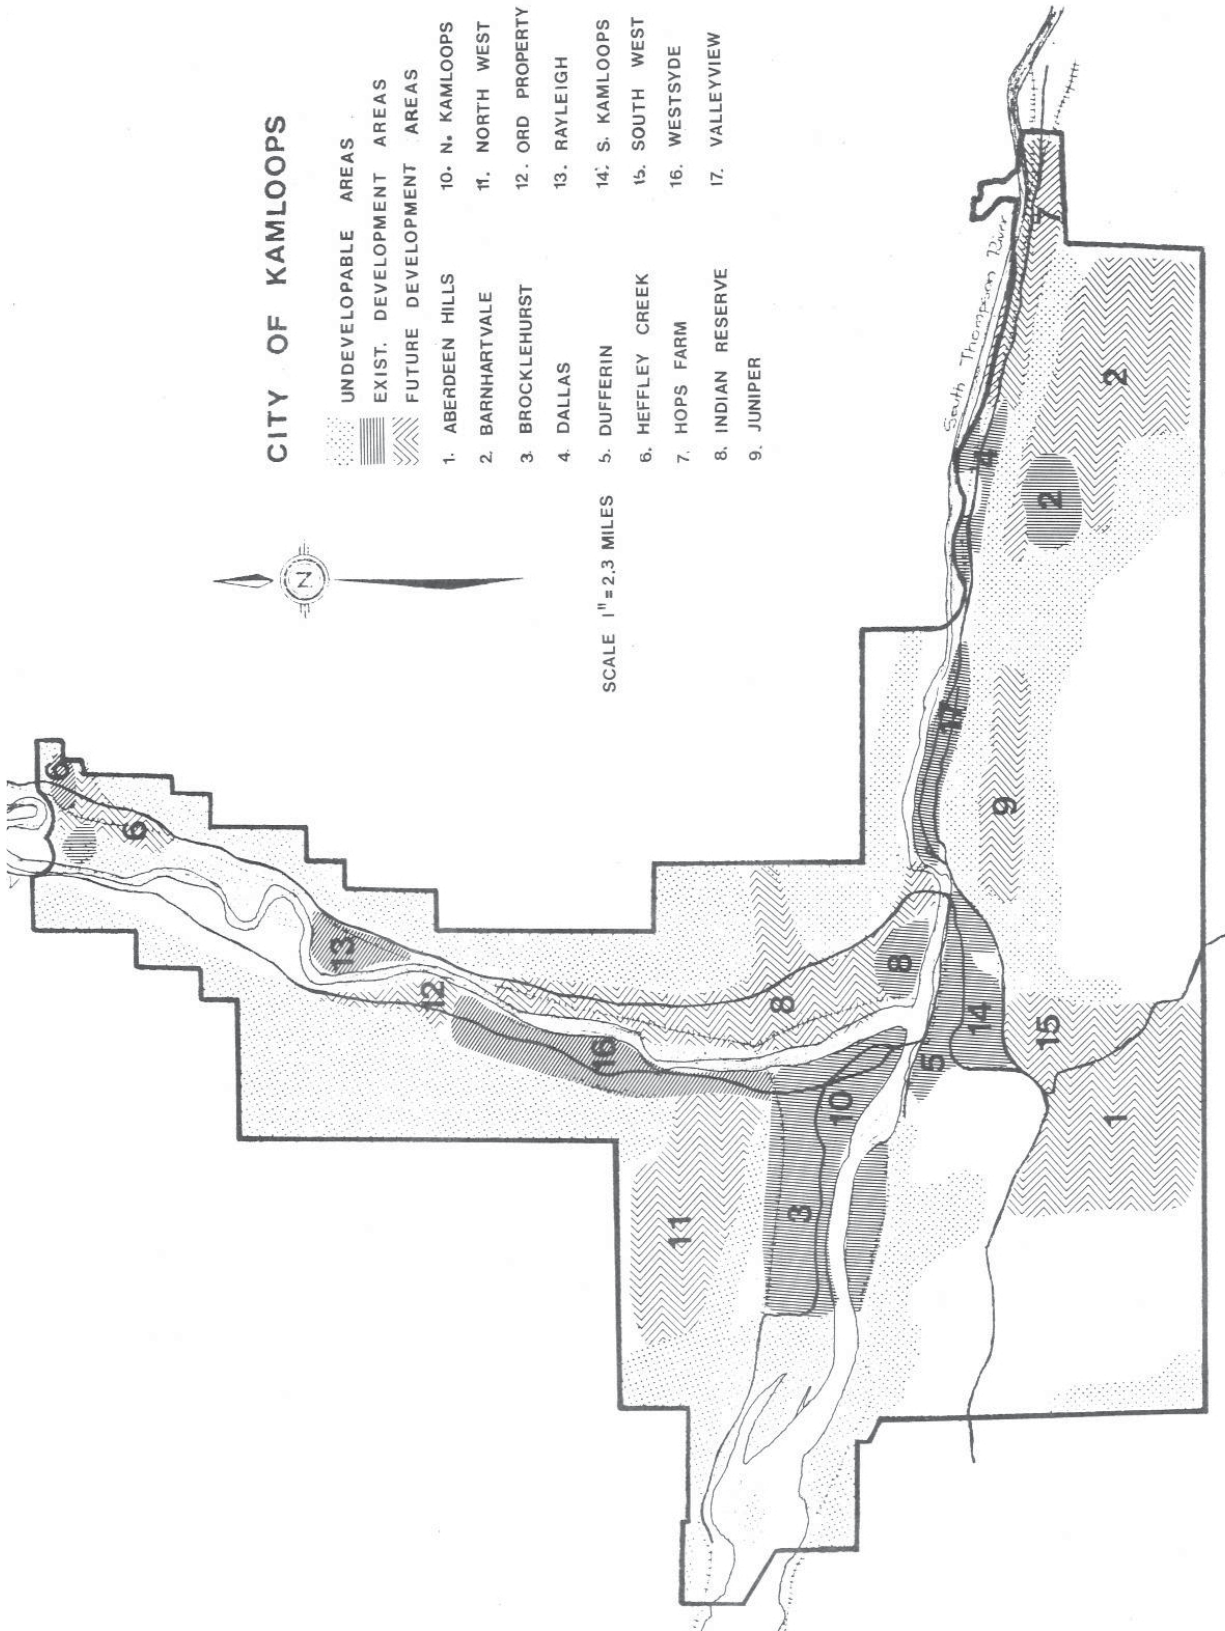 CITY OF KAMLOOPS
UNDEVELOPABLE AREAS
EXIST. DEVELOPMENT AREAS
FUTURE DEVELOPMENT AREAS
1. ABERDEEN HILLS
2. BARNHARTVALE
3. BROCKLEHURST
4. DALLAS
5. DUFFERIN
6. HEFFLEY CREEK
7. HOPS FARM
8. INDIAN RESERVE
9. JUNIPER
10. N. KAMLOOPS
11. NORTH WEST
12. ORD PROPERTY
13. RAYLEIGH
14. S. KAMLOOPS
15. SOUTH WEST
16. WESTSYDE
17. VALLEYVIEW
N
SCALE 1" = 2.3 MILES
6
6
13
12
16
8
11
10
3
8
5
14
17
South Thompson River
4
7
9
2
2
15
1